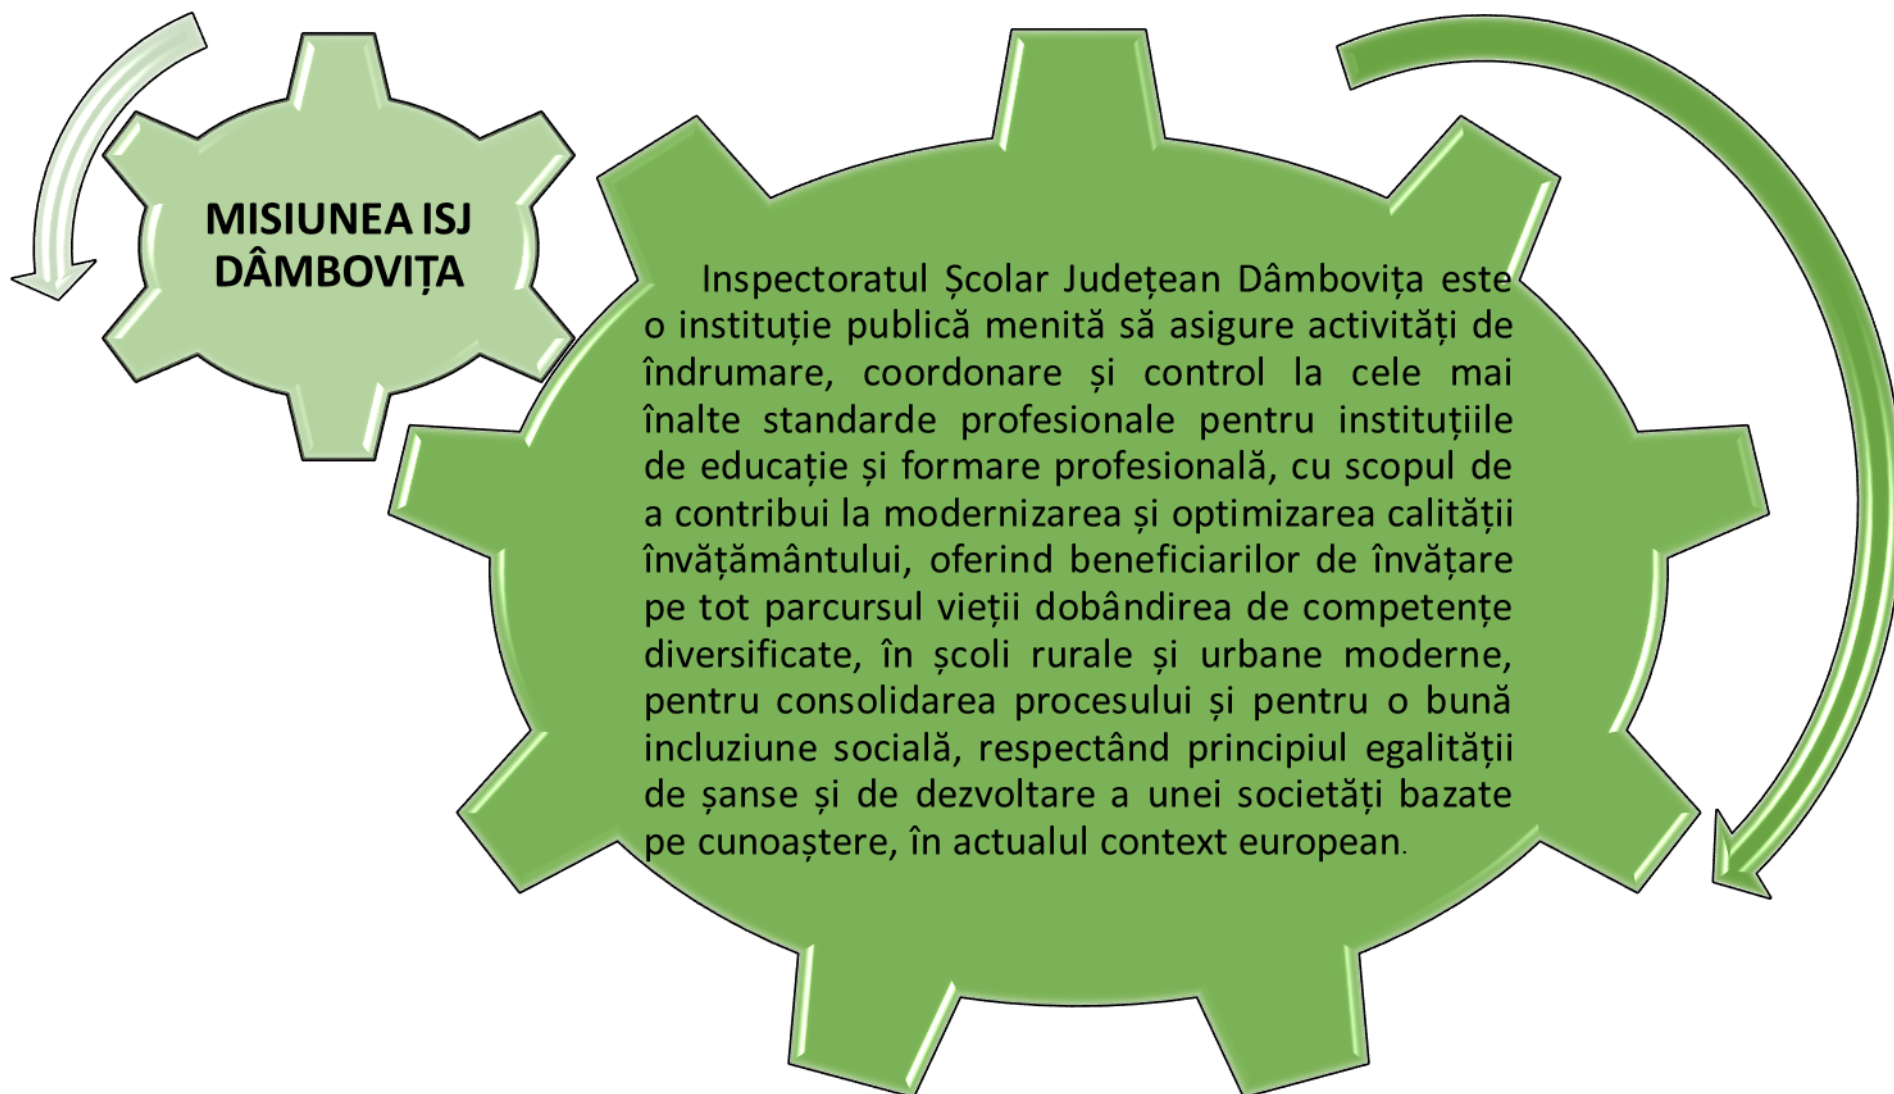 MISIUNEA ISJ
DÂMBOVIȚA
Inspectoratul Școlar Județean Dâmbovița este
o instituție publică menită să asigure activități de
îndrumare, coordonare și control la cele mai
înalte standarde profesionale pentru instituțiile
de educație și formare profesională, cu scopul de
a contribui la modernizarea și optimizarea calității
învățământului, oferind beneficiarilor de învățare
pe tot parcursul vieții dobândirea de competențe
diversificate, în școli rurale și urbane moderne,
pentru consolidarea procesului și pentru o bună
incluziune socială, respectând principiul egalității
de șanse și de dezvoltare a unei societăți bazate
pe cunoaștere, în actualul context european.